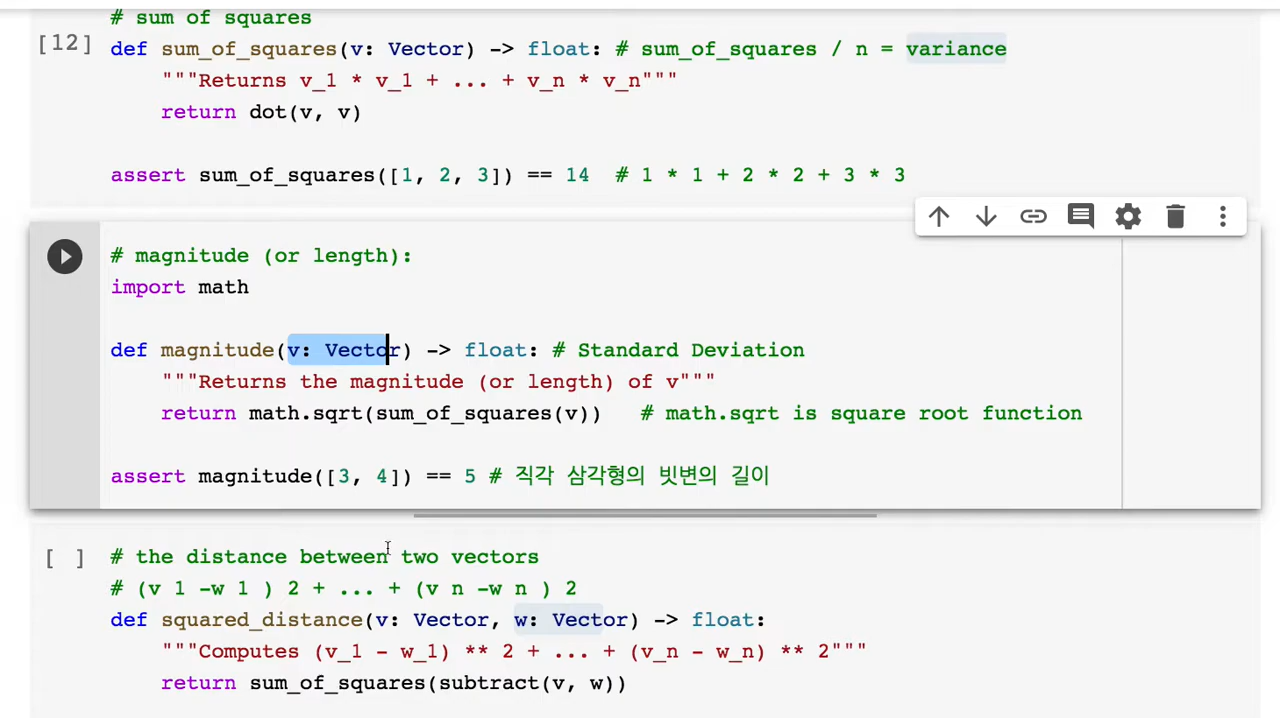 # sum of squares
[12] def sum_of_squares(v: Vector) -> float: # sum_of_squares / n = variance
"""Returns v_1 * v_1 + ... + v_n * v_n"""
return dot(v, v)
assert sum_of_squares([1, 2, 3]) == 14  # 1 * 1 + 2 * 2 + 3 * 3
# magnitude (or length):
import math
def magnitude(v: Vector) -> float: # Standard Deviation
"""Returns the magnitude (or length) of v"""
return math.sqrt(sum_of_squares(v))   # math.sqrt is square root function
assert magnitude([3, 4]) == 5 # 직각 삼각형의 빗변의 길이
[ ] # the distance between two vectors
# (v 1 -w 1 ) 2 + ... + (v n -w n ) 2
def squared_distance(v: Vector, w: Vector) -> float:
"""Computes (v_1 - w_1) ** 2 + ... + (v_n - w_n) ** 2"""
return sum_of_squares(subtract(v, w))